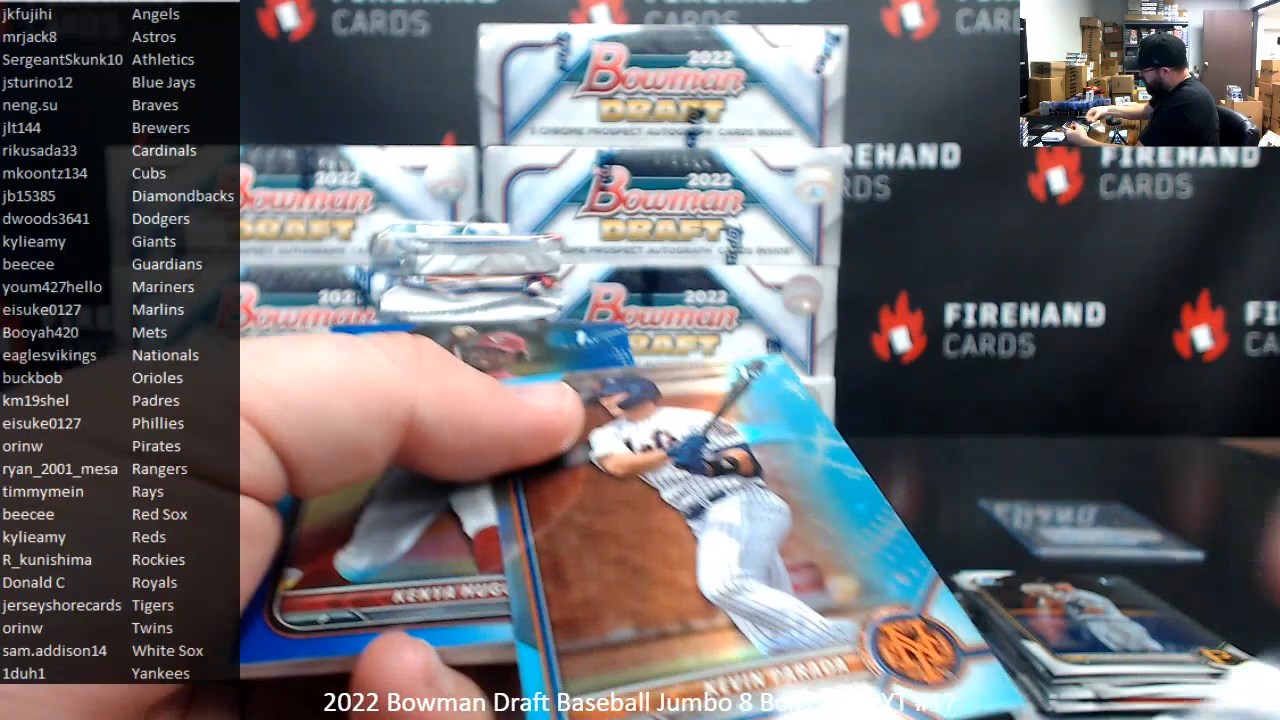 jkfujihi Angels
mrjack8 Astros
SergeantSkunk10 Athletics
jsturino12 Blue Jays
neng.su Braves
jlt144 Brewers
rikusada33 Cardinals
mkoontz134 Cubs
jb15385 Diamondbacks
dwoods3641 Dodgers
kylieamy Giants
beecee Guardians
youm427hello Mariners
eisuke0127 Marlins
Booyah420 Mets
eaglesvikings Nationals
buckbob Orioles
km19shel Padres
eisuke0127 Phillies
orinw Pirates
ryan_2001_mesa Rangers
timmymein Rays
beecee Red Sox
kylieamy Reds
R_kunishima Rockies
Donald C Royals
jerseyshorecards Tigers
orinw Twins
sam.addison14 White Sox
1duh1 Yankees
FIREHAND
CARDS
2022
Bowman
DRAFT
2022
Bowman
DRAFT
2022
Bowman
DRAFT
2022
Bowman
DRAFT
Bowman
FIREHAND
CARDS
FIREHAND
CARDS
KENYA
KEVIN PARADA
2022 Bowman Draft Baseball Jumbo 8